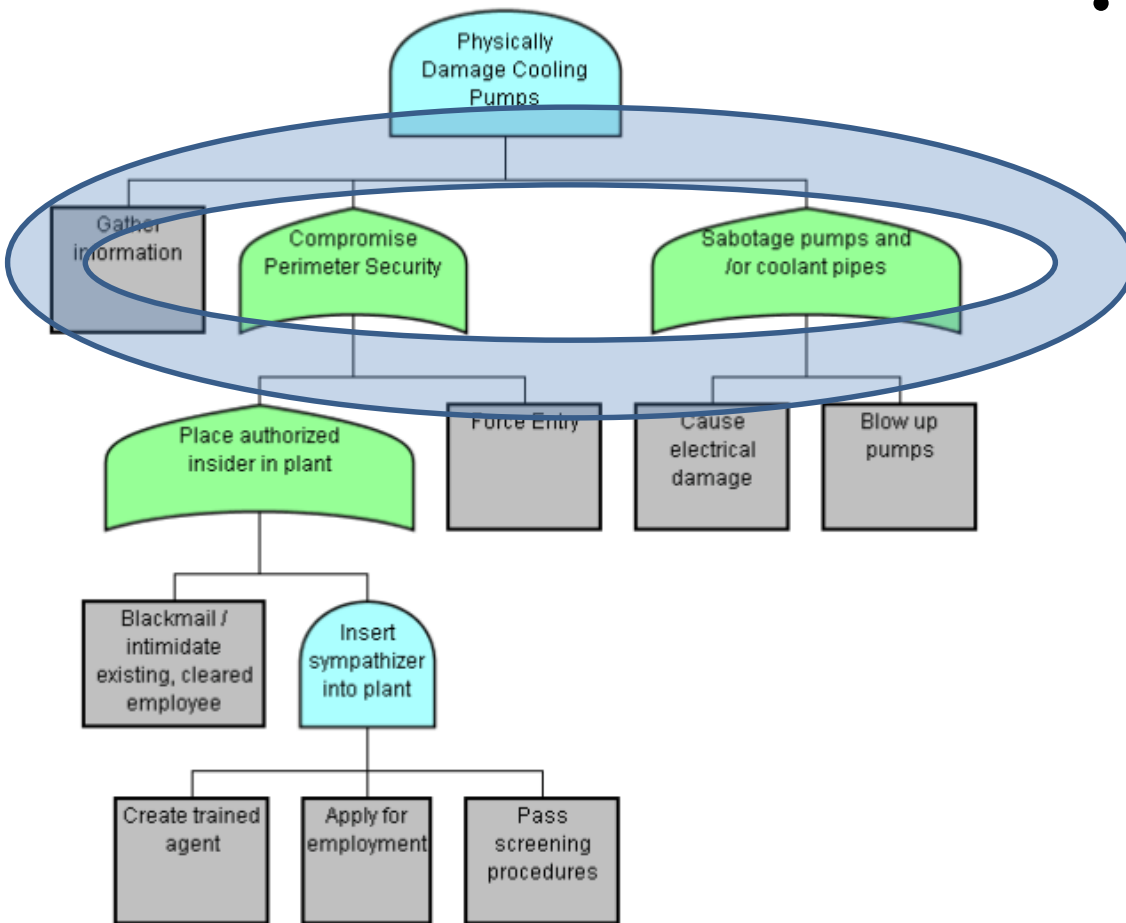 Physically
Damage Cooling
Pumps
Gather
information
Compromise
Perimeter Security
Sabotage pumps and
/or coolant pipes
Place authorized
insider in plant
Force Entry
Cause
electrical
damage
Blow up
pumps
Blackmail /
intimidate
existing, cleared
employee
Insert
sympathizer
into plant
Create trained
agent
Apply for
employment
Pass
screening
procedures